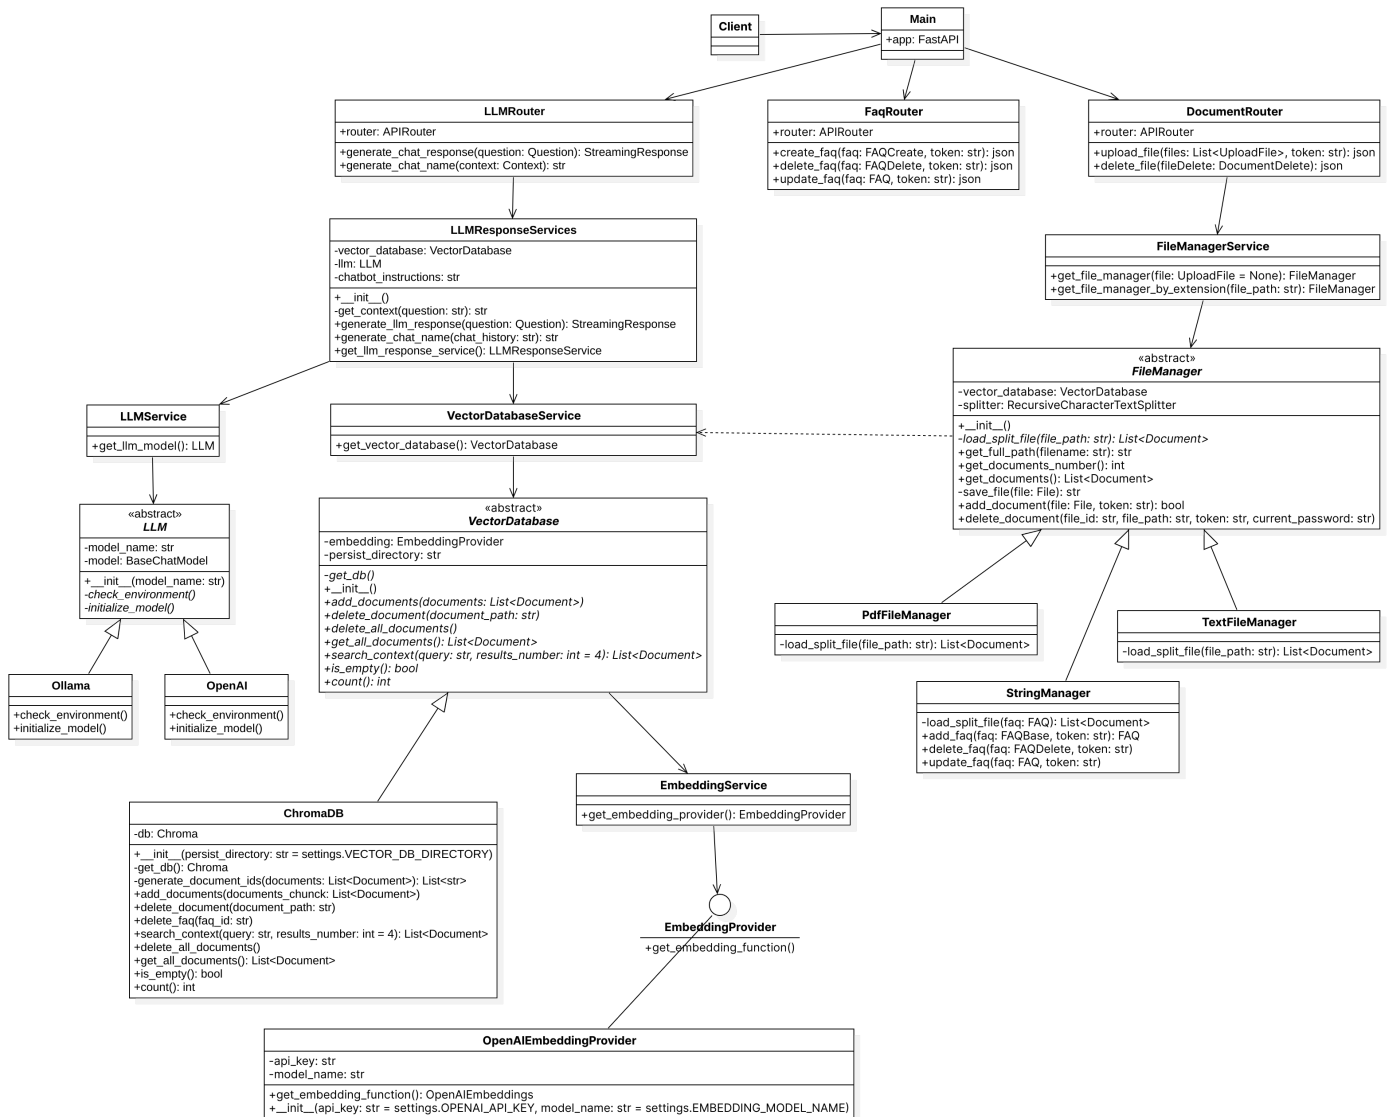 Client
Main
+app: FastAPI
LLMRouter
+router: APIRouter
+generate_chat_response(question: Question): StreamingResponse
+generate_chat_name(context: Context): str
FaqRouter
+router: APIRouter
+create_faq(faq: FAQCreate, token: str): json
+delete_faq(faq: FAQDelete, token: str): json
+update_faq(faq: FAQ, token: str): json
DocumentRouter
+router: APIRouter
+upload_file(files: List<UploadFile>, token: str): json
+delete_file(fileDelete: DocumentDelete): json
LLMResponseServices
-vector_database: VectorDatabase
-llm: LLM
-chatbot_instructions: str
+__init__()
-get_context(question: str): str
+generate_llm_response(question: Question): StreamingResponse
+generate_chat_name(chat_history: str): str
+get_llm_response_service(): LLMResponseService
FileManagerService
+get_file_manager(file: UploadFile = None): FileManager
+get_file_manager_by_extension(file_path: str): FileManager
«abstract»
FileManager
-vector_database: VectorDatabase
-splitter: RecursiveCharacterTextSplitter
+__init__()
-load_split_file(file_path: str): List<Document>
+get_full_path(filename: str): str
+get_documents_number(): int
+get_documents(): List<Document>
-save_file(file: File): str
+add_document(file: File, token: str): bool
+delete_document(file_id: str, file_path: str, token: str, current_password: str)
LLMService
+get_llm_model(): LLM
VectorDatabaseService
+get_vector_database(): VectorDatabase
«abstract»
LLM
-model_name: str
-model: BaseChatModel
+__init__(model_name: str)
-check_environment()
-initialize_model()
«abstract»
VectorDatabase
-embedding: EmbeddingProvider
-persist_directory: str
-get_db()
+__init__()
+add_documents(documents: List<Document>)
+delete_document(document_path: str)
+delete_all_documents()
+get_all_documents(): List<Document>
+search_context(query: str, results_number: int = 4): List<Document>
+is_empty(): bool
+count(): int
PdfFileManager
-load_split_file(file_path: str): List<Document>
TextFileManager
-load_split_file(file_path: str): List<Document>
StringManager
-load_split_file(faq: FAQ): List<Document>
+add_faq(faq: FAQBase, token: str): FAQ
+delete_faq(faq: FAQDelete, token: str)
+update_faq(faq: FAQ, token: str)
Ollama
+check_environment()
+initialize_model()
OpenAI
+check_environment()
+initialize_model()
EmbeddingService
+get_embedding_provider(): EmbeddingProvider
ChromaDB
-db: Chroma
+__init__(persist_directory: str = settings.VECTOR_DB_DIRECTORY)
-get_db(): Chroma
-generate_document_ids(documents: List<Document>): List<str>
+add_documents(documents_chunck: List<Document>)
+delete_document(document_path: str)
+delete_faq(faq_id: str)
+search_context(query: str, results_number: int = 4): List<Document>
+delete_all_documents()
+get_all_documents(): List<Document>
+is_empty(): bool
+count(): int
EmbeddingProvider
+get_embedding_function()
OpenAIEmbeddingProvider
-api_key: str
-model_name: str
+get_embedding_function(): OpenAIEmbeddings
+__init__(api_key: str = settings.OPENAI_API_KEY, model_name: str = settings.EMBEDDING_MODEL_NAME)